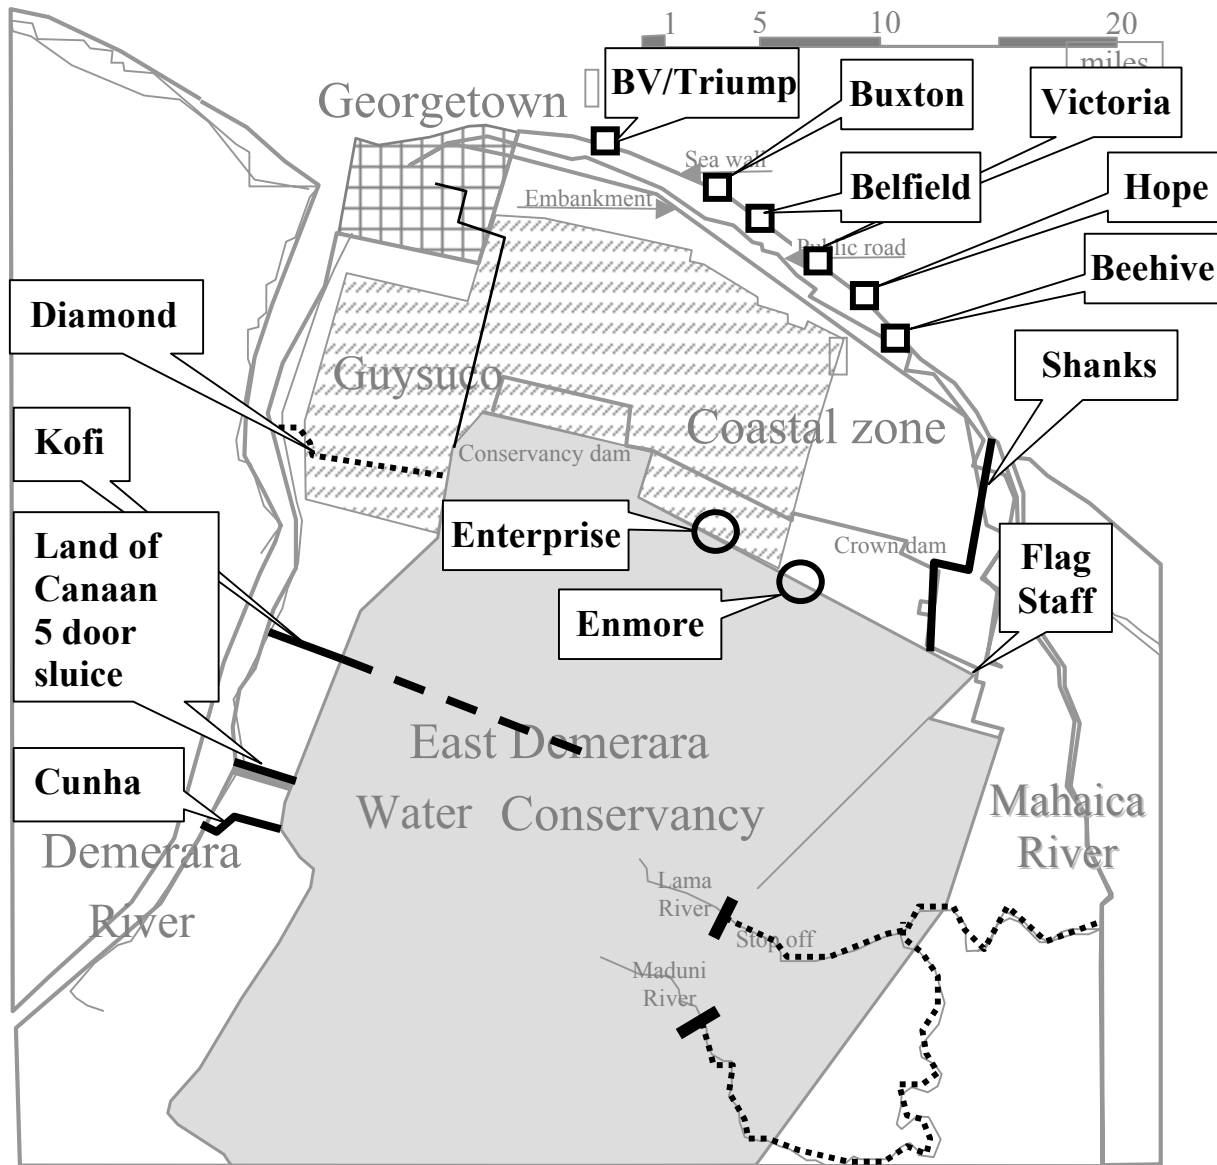 1 5 10 20
miles
BV/Triump
Buxton
Victoria
Georgetown
Sea wall
Belfield
Hope
Embankment
Public road
Beehive
Diamond
Guysuco
Shanks
Coastal zone
Kofi
Conservancy dam
Enterprise
Crown dam
Land of
Canaan
5 door
sluice
Flag
Staff
Enmore
East Demerara
Water Conservancy
Cunha
Mahaica
River
Demerara
River
Lama
River
Stop off
Maduni
River